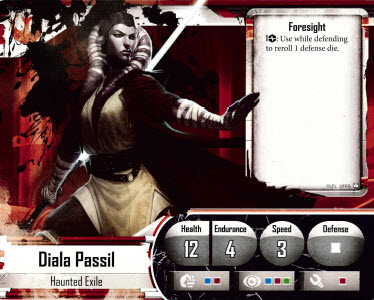 Foresight
: Use while defending
to reroll 1 defense die.
Health
Endurance
Speed
Defense
12
4
3
Diala Passil
Haunted Exile